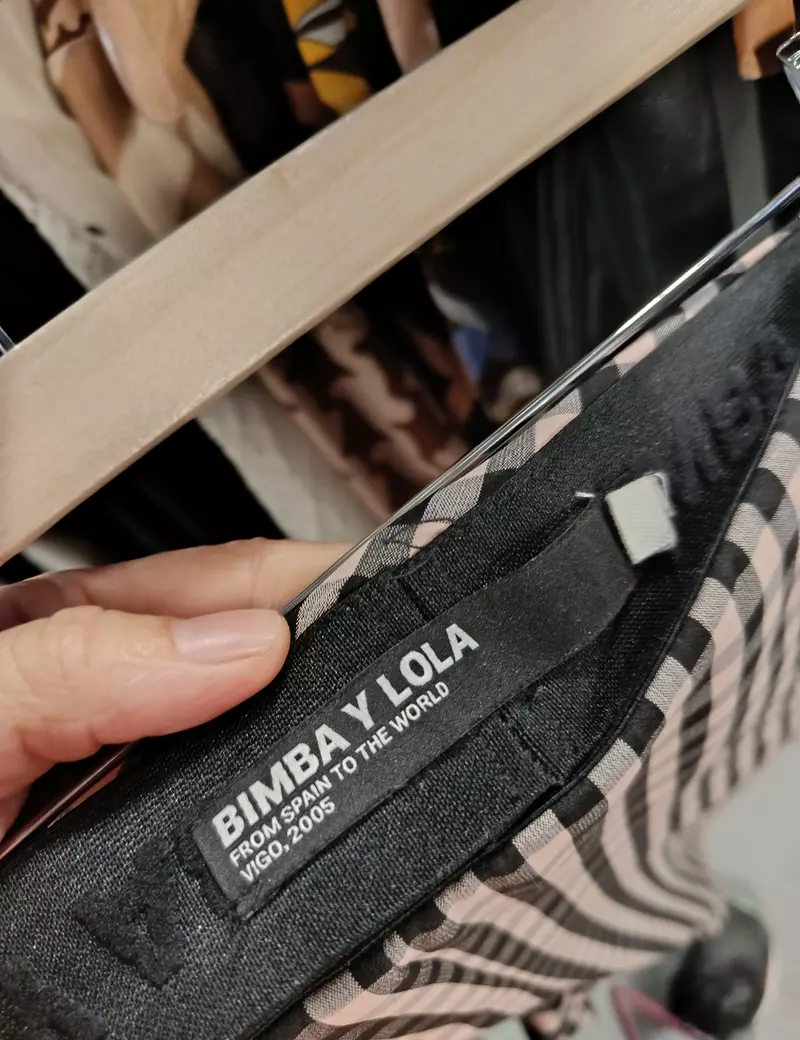 BIMBA Y LOLA
FROM SPAIN TO THE WORLD
VIGO, 2005